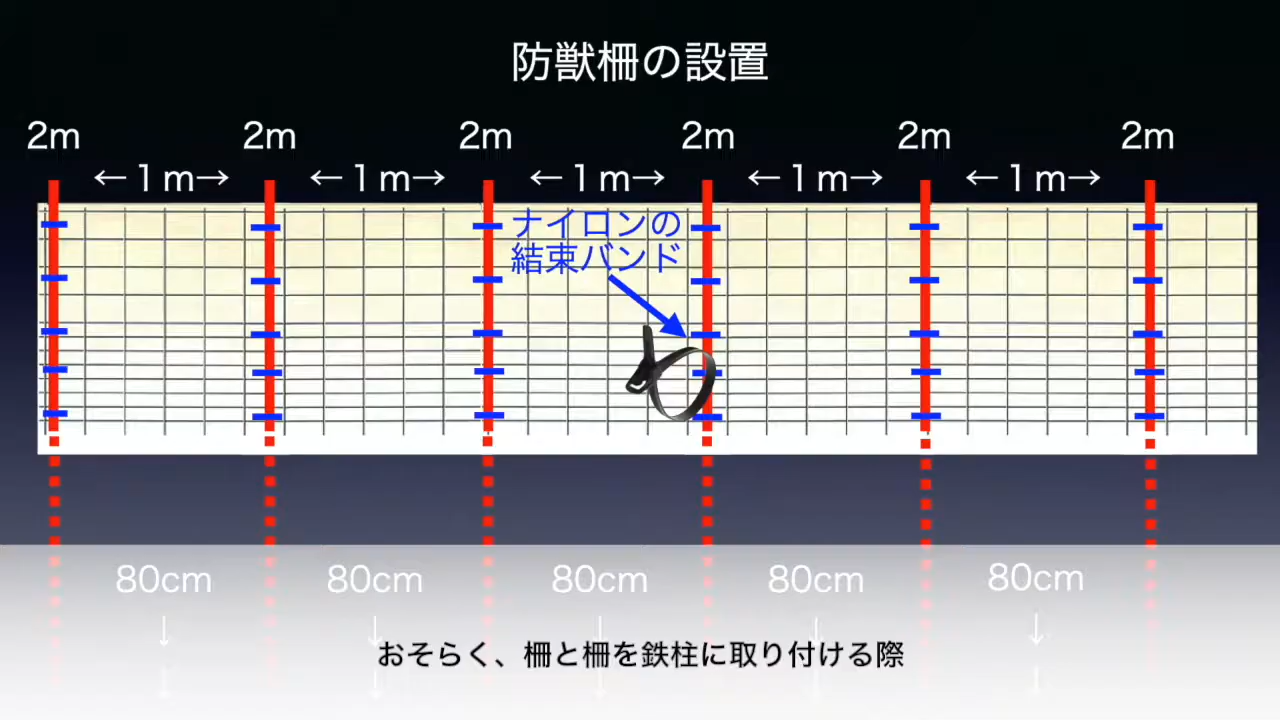 防獣柵の設置
2m 2m 2m 2m 2m 2m
←１m→ ←１m→ ←１m→ ←１m→ ←１m→
ナイロンの
結束バンド
80cm 80cm 80cm 80cm 80cm
↓ ↓ ↓ ↓ ↓
おそらく、柵と柵を鉄柱に取り付ける際